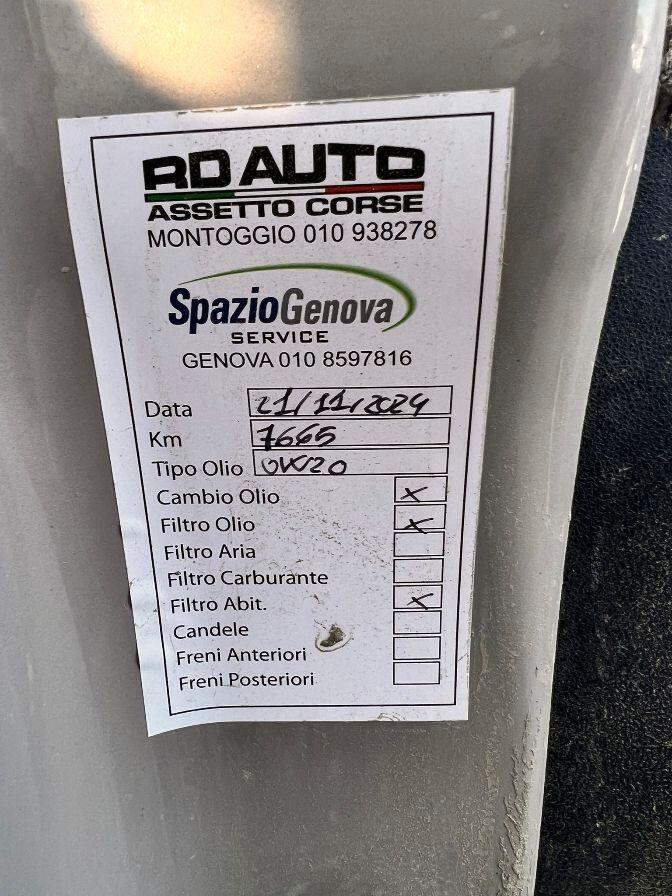 RD AUTO
ASSETTO CORSE
MONTOGGIO 010 938278
SpazioGenova
SERVICE
GENOVA 010 8597816
Data 21/11/2024
Km 7665
Tipo Olio 0W20
Cambio Olio X
Filtro Olio X
Filtro Aria
Filtro Carburante
Filtro Abit. X
Candele
Freni Anteriori
Freni Posteriori